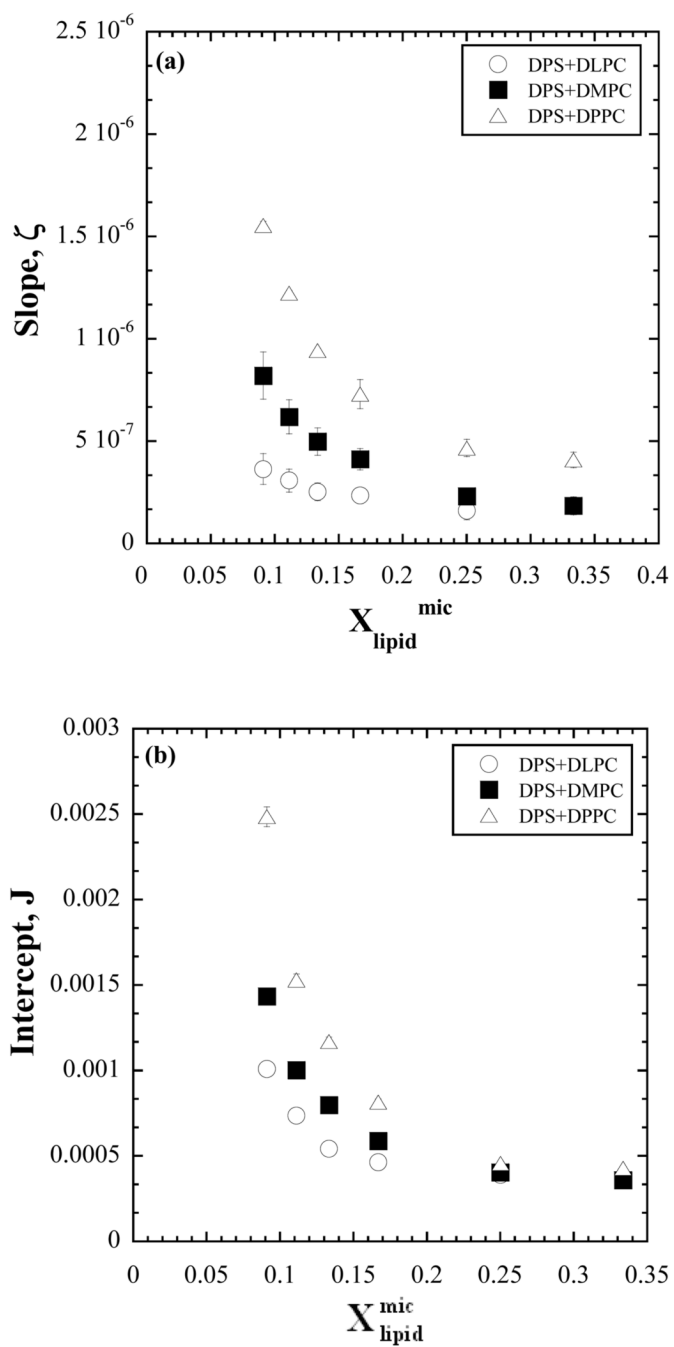 (a)
DPS+DLPC
DPS+DMPC
DPS+DPPC
2.5 10-6
2 10-6
1.5 10-6
1 10-6
5 10-7
0
Slope, ζ
0 0.05 0.1 0.15 0.2 0.25 0.3 0.35 0.4
X lipid mic
(b)
DPS+DLPC
DPS+DMPC
DPS+DPPC
0.003
0.0025
0.002
0.0015
0.001
0.0005
0
Intercept, J
0 0.05 0.1 0.15 0.2 0.25 0.3 0.35
X lipid mic